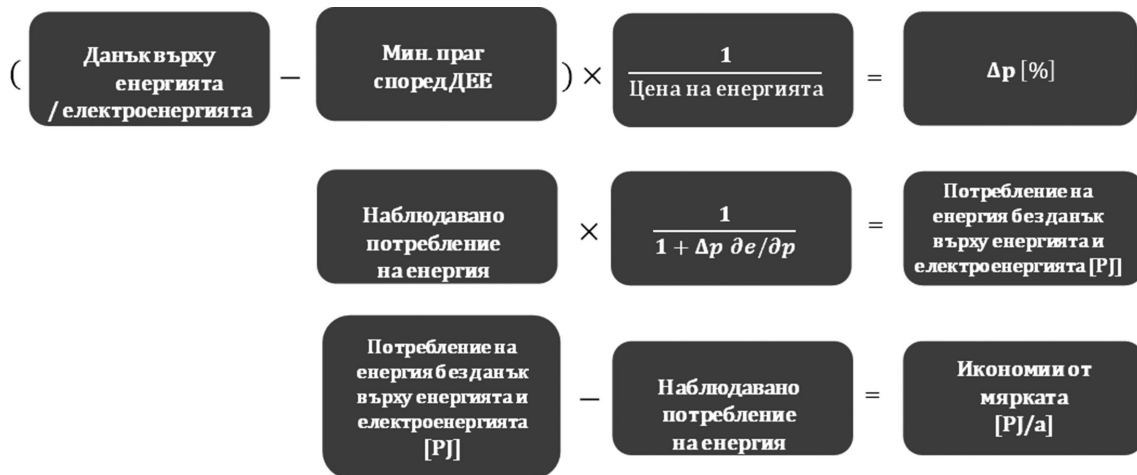 ( Данък върху енергията / електроенергията − Мин. праг според ДЕЕ ) × 1 / Цена на енергията = Δp [%]
Наблюдавано потребление на енергия × 1 / 1 + Δp ∂e/∂p = Потребление на енергия без данък върху енергията и електроенергията [PJ]
Потребление на енергия без данък върху енергията и електроенергията [PJ] − Наблюдавано потребление на енергия = Икономии от мярката [PJ/a]